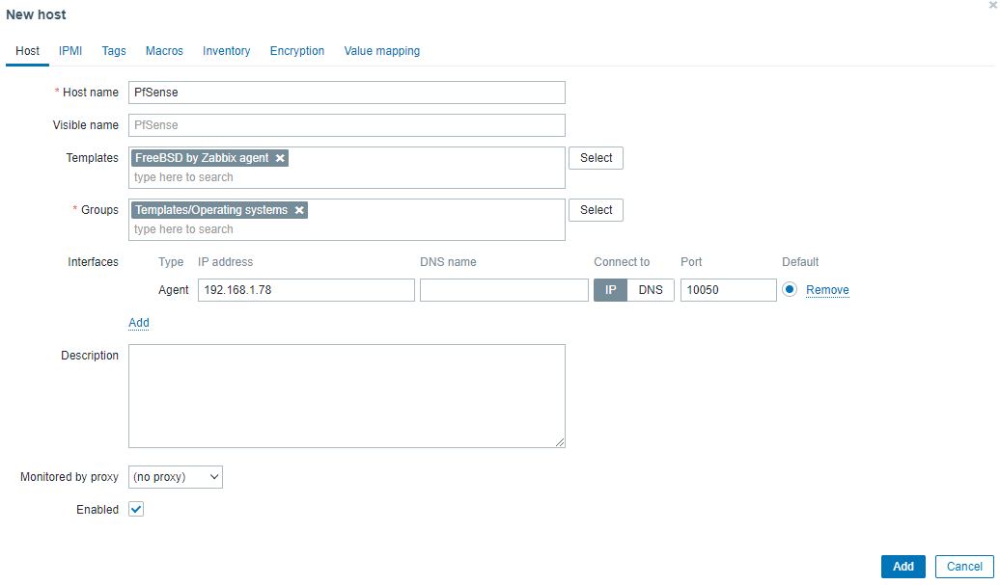 New host
Host IPMI Tags Macros Inventory Encryption Value mapping
* Host name PfSense
Visible name PfSense
Templates FreeBSD by Zabbix agent Select
type here to search
* Groups Templates/Operating systems Select
type here to search
Interfaces Type IP address DNS name Connect to Port Default
Agent 192.168.1.78 IP DNS 10050 Remove
Add
Description
Monitored by proxy (no proxy)
Enabled
Add Cancel